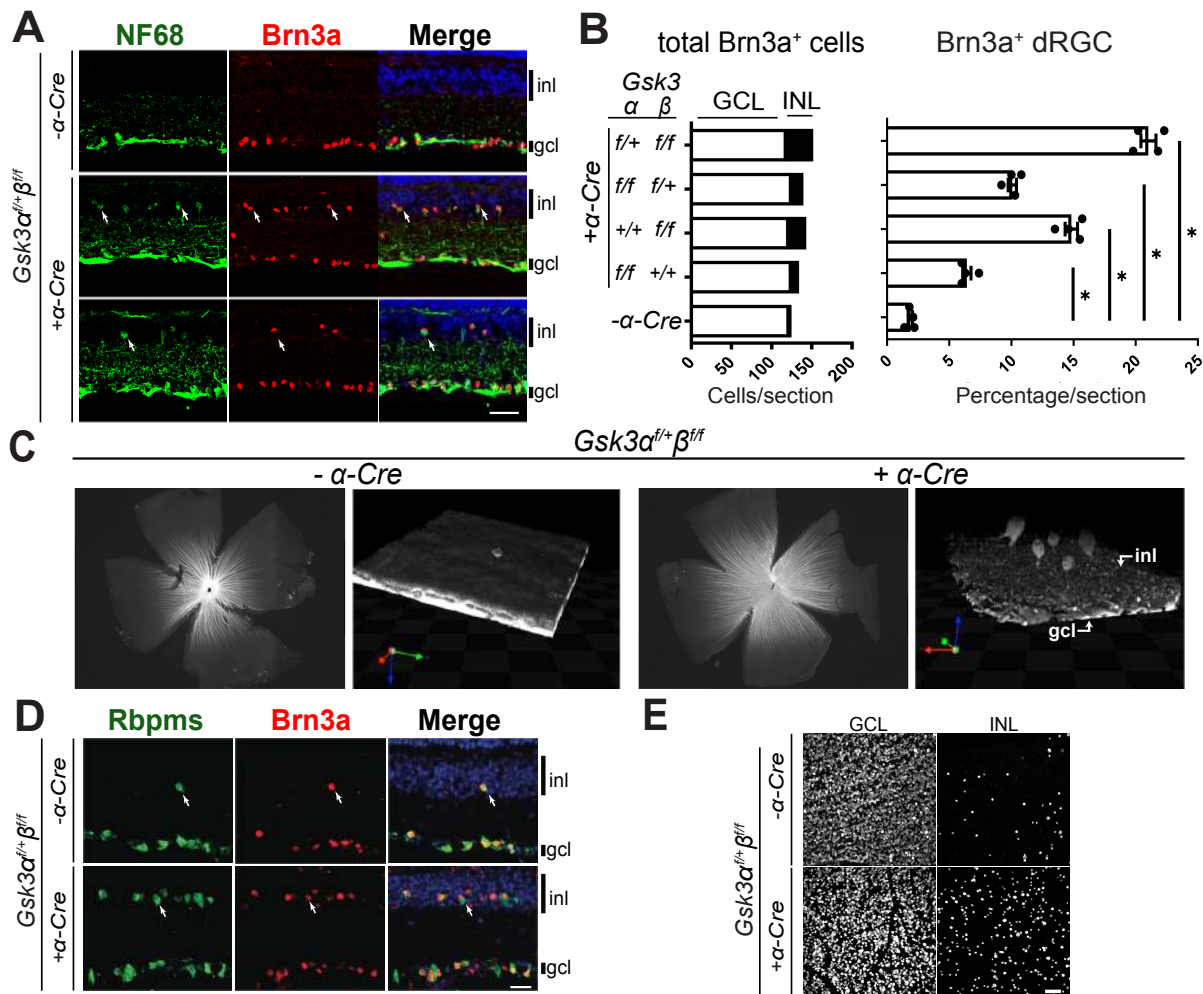 A
NF68 Brn3a Merge
Gsk3α^f/+β^f/f
-α-Cre
+α-Cre
inl
gcl
inl
gcl
inl
gcl
B
total Brn3a⁺ cells
Brn3a⁺ dRGC
Gsk3
α β
GCL INL
+α-Cre
f/+ f/f
f/f f/+
+/+ f/f
f/f +/+
-α-Cre
*
*
*
*
0 50 100 150 200
Cells/section
0 5 10 15 20 25
Percentage/section
C
Gsk3α^f/+β^f/f
- α-Cre
+ α-Cre
inl
gcl
D
Rbpms Brn3a Merge
Gsk3α^f/+β^f/f
-α-Cre
+α-Cre
inl
gcl
inl
gcl
E
GCL INL
Gsk3α^f/+β^f/f
-α-Cre
+α-Cre